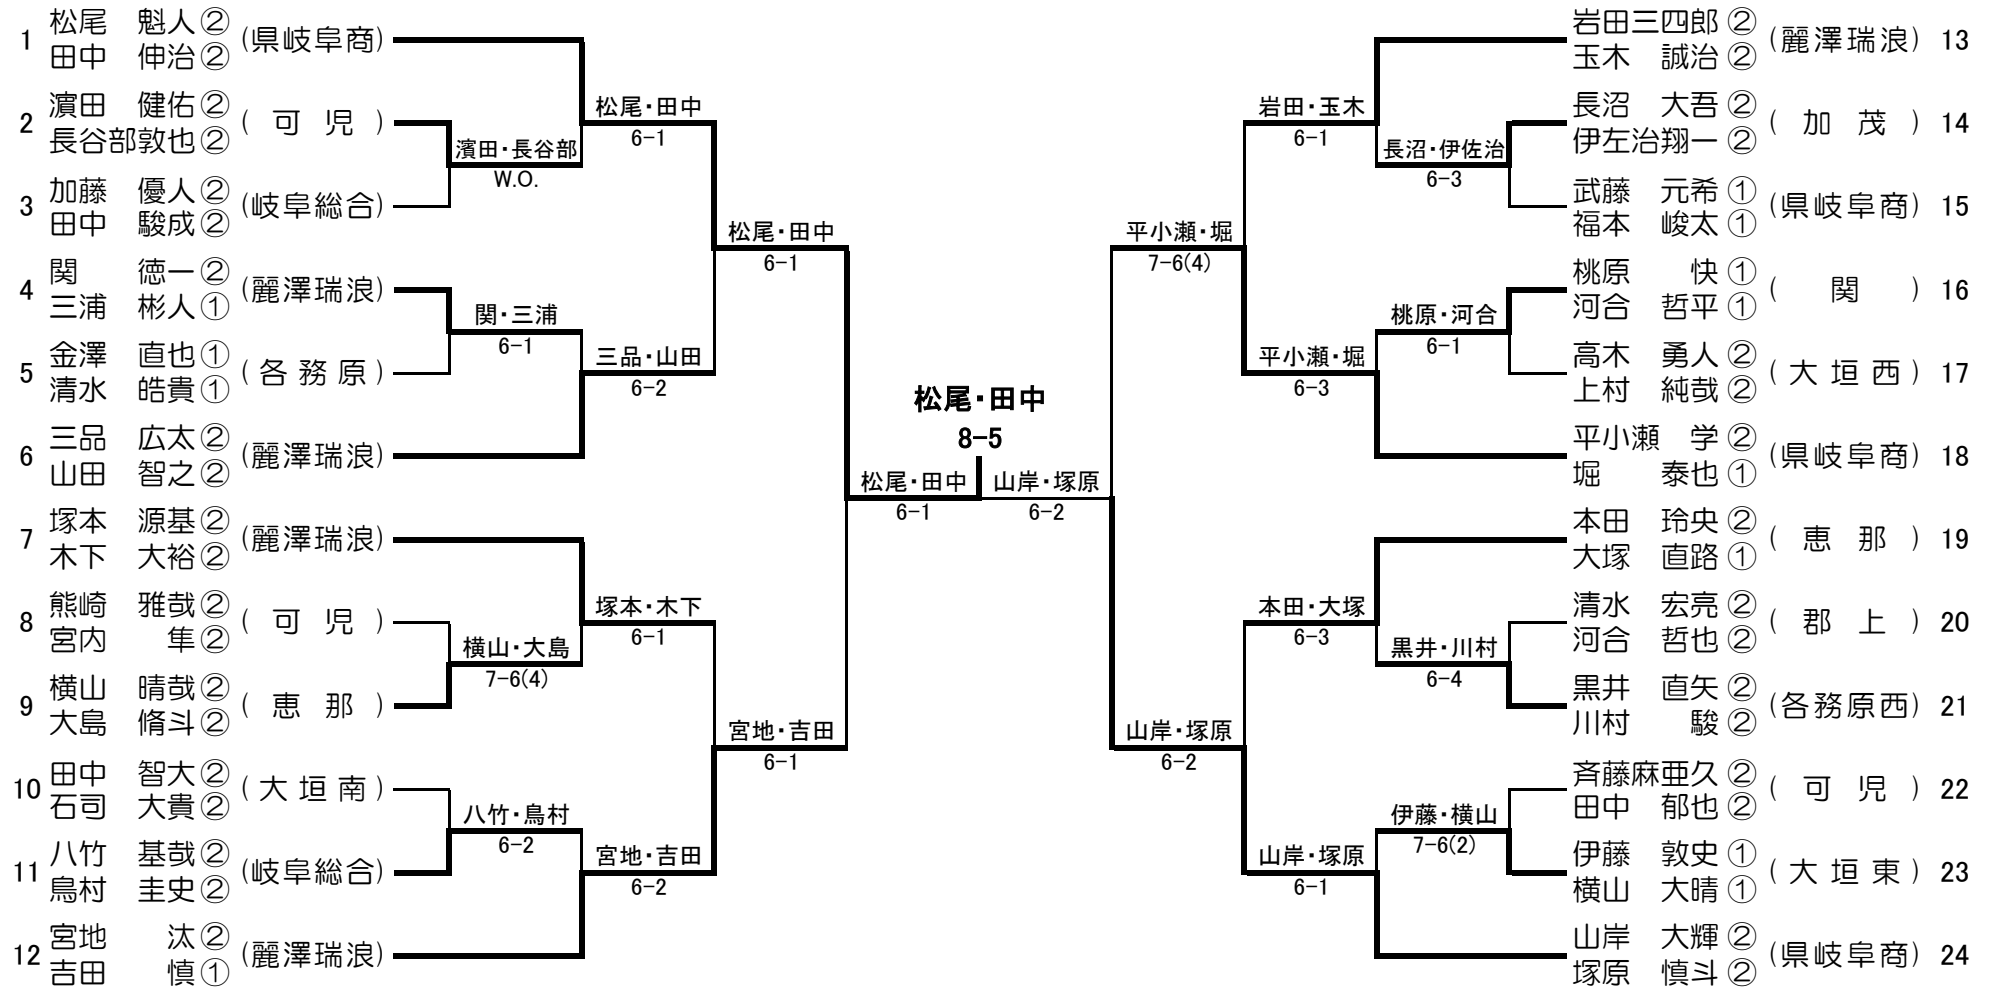 1 松尾 魁人② (県岐阜商)
田中 伸治②
2 濵田 健佑② (可児)
長谷部敦也②
3 加藤 優人② (岐阜総合)
田中 駿成②
4 関 徳一② (麗澤瑞浪)
三浦 彬人①
5 金澤 直也① (各務原)
清水 皓貴①
6 三品 広太② (麗澤瑞浪)
山田 智之②
7 塚本 源基② (麗澤瑞浪)
木下 大裕②
8 熊崎 雅哉② (可児)
宮内 隼②
9 横山 晴哉② (恵那)
大島 脩斗②
10 田中 智大② (大垣南)
石司 大貴②
11 八竹 基哉② (岐阜総合)
鳥村 圭史②
12 宮地 汰② (麗澤瑞浪)
吉田 慎①
濱田・長谷部
W.O.
関・三浦
6-1
横山・大島
7-6(4)
八竹・鳥村
6-2
松尾・田中
6-1
三品・山田
6-2
塚本・木下
6-1
宮地・吉田
6-2
松尾・田中
6-1
宮地・吉田
6-1
松尾・田中
6-1
松尾・田中
8-5
山岸・塚原
6-2
平小瀬・堀
7-6(4)
山岸・塚原
6-2
岩田・玉木
6-1
平小瀬・堀
6-3
本田・大塚
6-3
山岸・塚原
6-1
長沼・伊佐治
6-3
桃原・河合
6-1
黒井・川村
6-4
伊藤・横山
7-6(2)
岩田三四郎② (麗澤瑞浪) 13
玉木 誠治②
長沼 大吾② (加茂) 14
伊左治翔一②
武藤 元希① (県岐阜商) 15
福本 峻太①
桃原 快① (関) 16
河合 哲平①
高木 勇人② (大垣西) 17
上村 純哉②
平小瀬 学② (県岐阜商) 18
堀 泰也①
本田 玲央② (恵那) 19
大塚 直路①
清水 宏亮② (郡上) 20
河合 哲也②
黒井 直矢② (各務原西) 21
川村 駿②
斉藤麻亜久② (可児) 22
田中 郁也②
伊藤 敦史① (大垣東) 23
横山 大晴①
山岸 大輝② (県岐阜商) 24
塚原 慎斗②